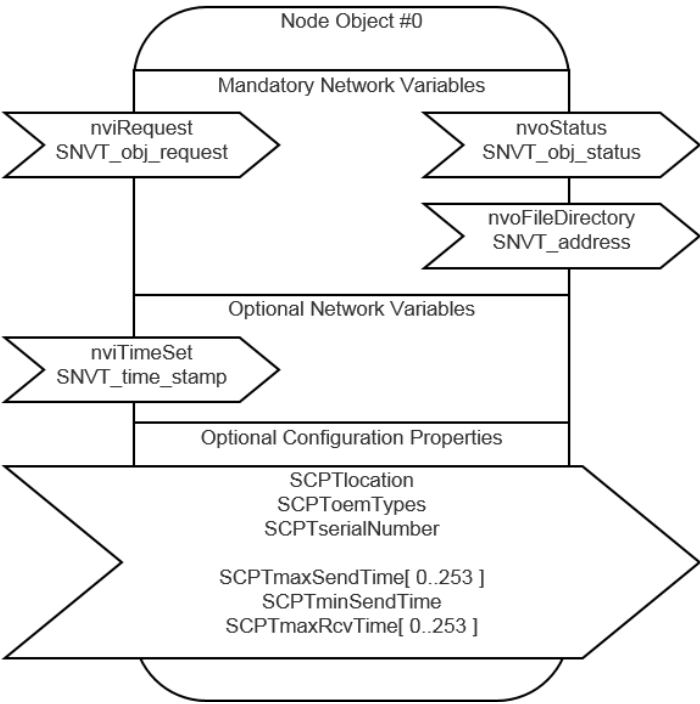 Node Object #0
Mandatory Network Variables
nviRequest
SNVT_obj_request
nvoStatus
SNVT_obj_status
nvoFileDirectory
SNVT_address
Optional Network Variables
nviTimeSet
SNVT_time_stamp
Optional Configuration Properties
SCPTlocation
SCPToemTypes
SCPTserialNumber
SCPTmaxSendTime[ 0..253 ]
SCPTminSendTime
SCPTmaxRcvTime[ 0..253 ]